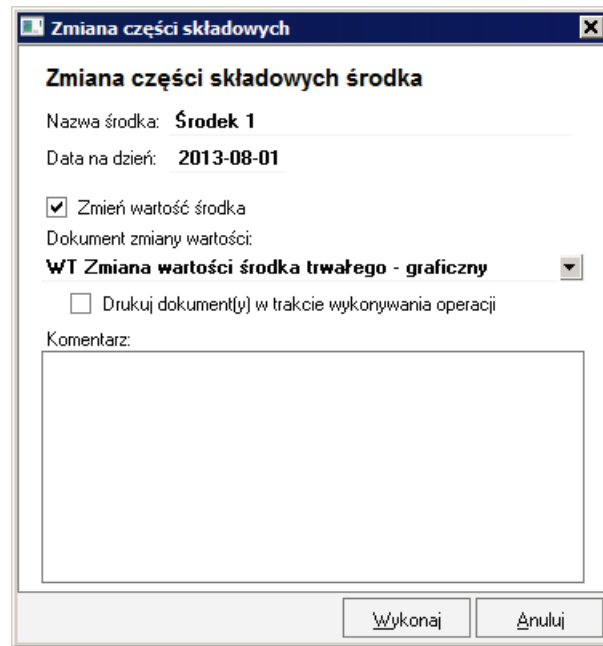 Zmiana części składowych
Zmiana części składowych środka
Nazwa środka: Środek 1
Data na dzień: 2013-08-01
Zmień wartość środka
Dokument zmiany wartości:
WT Zmiana wartości środka trwałego - graficzny
Drukuj dokument(y) w trakcie wykonywania operacji
Komentarz:
Wykonaj Anuluj